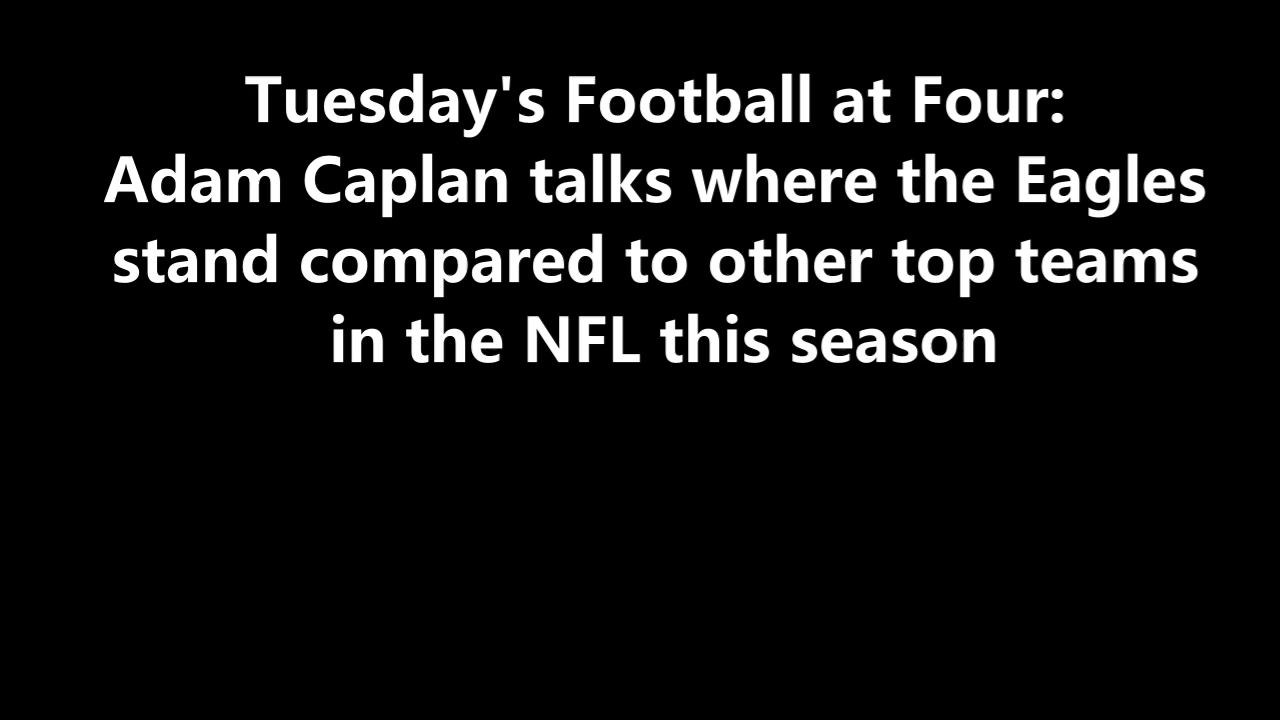 Tuesday's Football at Four:
Adam Caplan talks where the Eagles
stand compared to other top teams
in the NFL this season